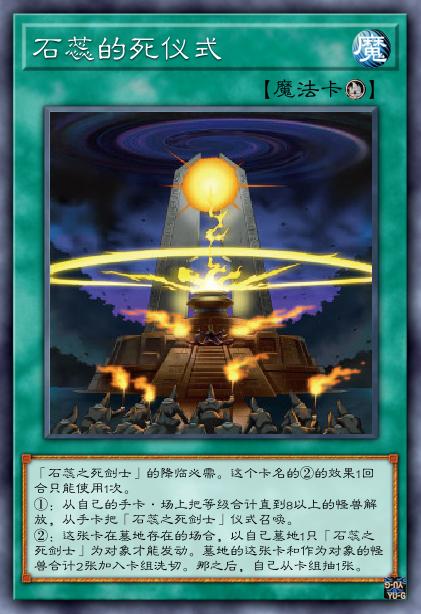 石蕊的死仪式
魔
【魔法卡】
「石蕊之死剑士」的降临必需。这个卡名的②的效果1回
合只能使用1次。
①：从自己的手卡·场上把等级合计直到8以上的怪兽解
放，从手卡把「石蕊之死剑士」仪式召唤。
②：这张卡在墓地存在的场合，以自己墓地1只「石蕊之
死剑士」为对象才能发动。墓地的这张卡和作为对象的怪
兽合计2张加入卡组洗切。那之后，自己从卡组抽1张。